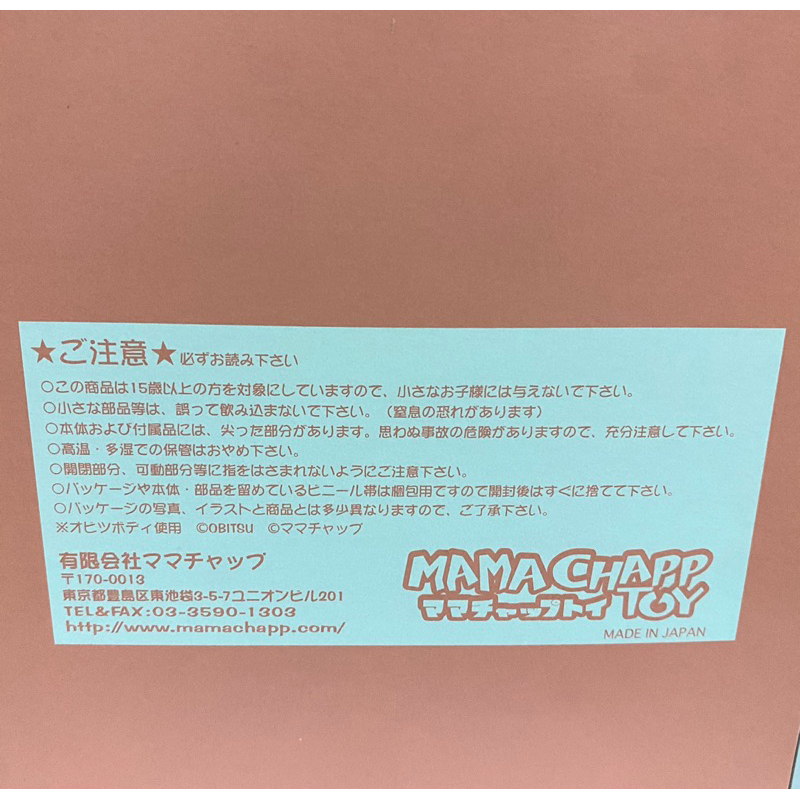 ★ご注意★必ずお読み下さい
○この商品は15歳以上の方を対象にしていますので、小さなお子様には与えないで下さい。
○小さな部品等は、誤って飲み込まないで下さい。（窒息の恐れがあります）
○本体および付属品には、尖った部分があります。思わぬ事故の危険がありますので、充分注意して下さい。
○高温・多湿での保管はおやめ下さい。
○開閉部分、可動部分等に指をはさまれないようにご注意下さい。
○パッケージや本体・部品を留めているビニール帯は梱包用ですので開封後はすぐに捨てて下さい。
○パッケージの写真、イラストと商品とは多少異なりますので、ご了承下さい。
※オビツボディ使用 ©OBITSU ©ママチャップ
有限会社ママチャップ
〒170-0013
東京都豊島区東池袋3-5-7ユニオンビル201
TEL&FAX:03-3590-1303
http://www.mamachapp.com/
MAMA CHAPP TOY
ママチャップトイ
MADE IN JAPAN